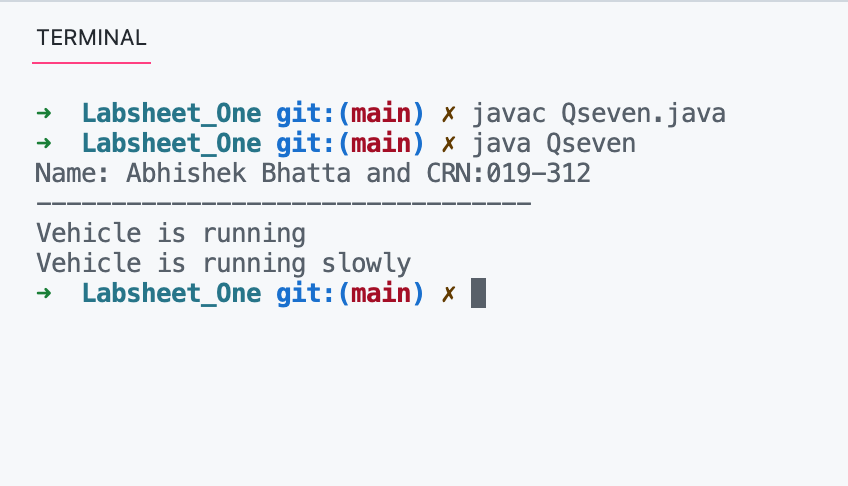 TERMINAL
➜  Labsheet_One git:(main) ✗ javac Qseven.java
➜  Labsheet_One git:(main) ✗ java Qseven
Name: Abhishek Bhatta and CRN:019-312
---------------------------------
Vehicle is running
Vehicle is running slowly
➜  Labsheet_One git:(main) ✗